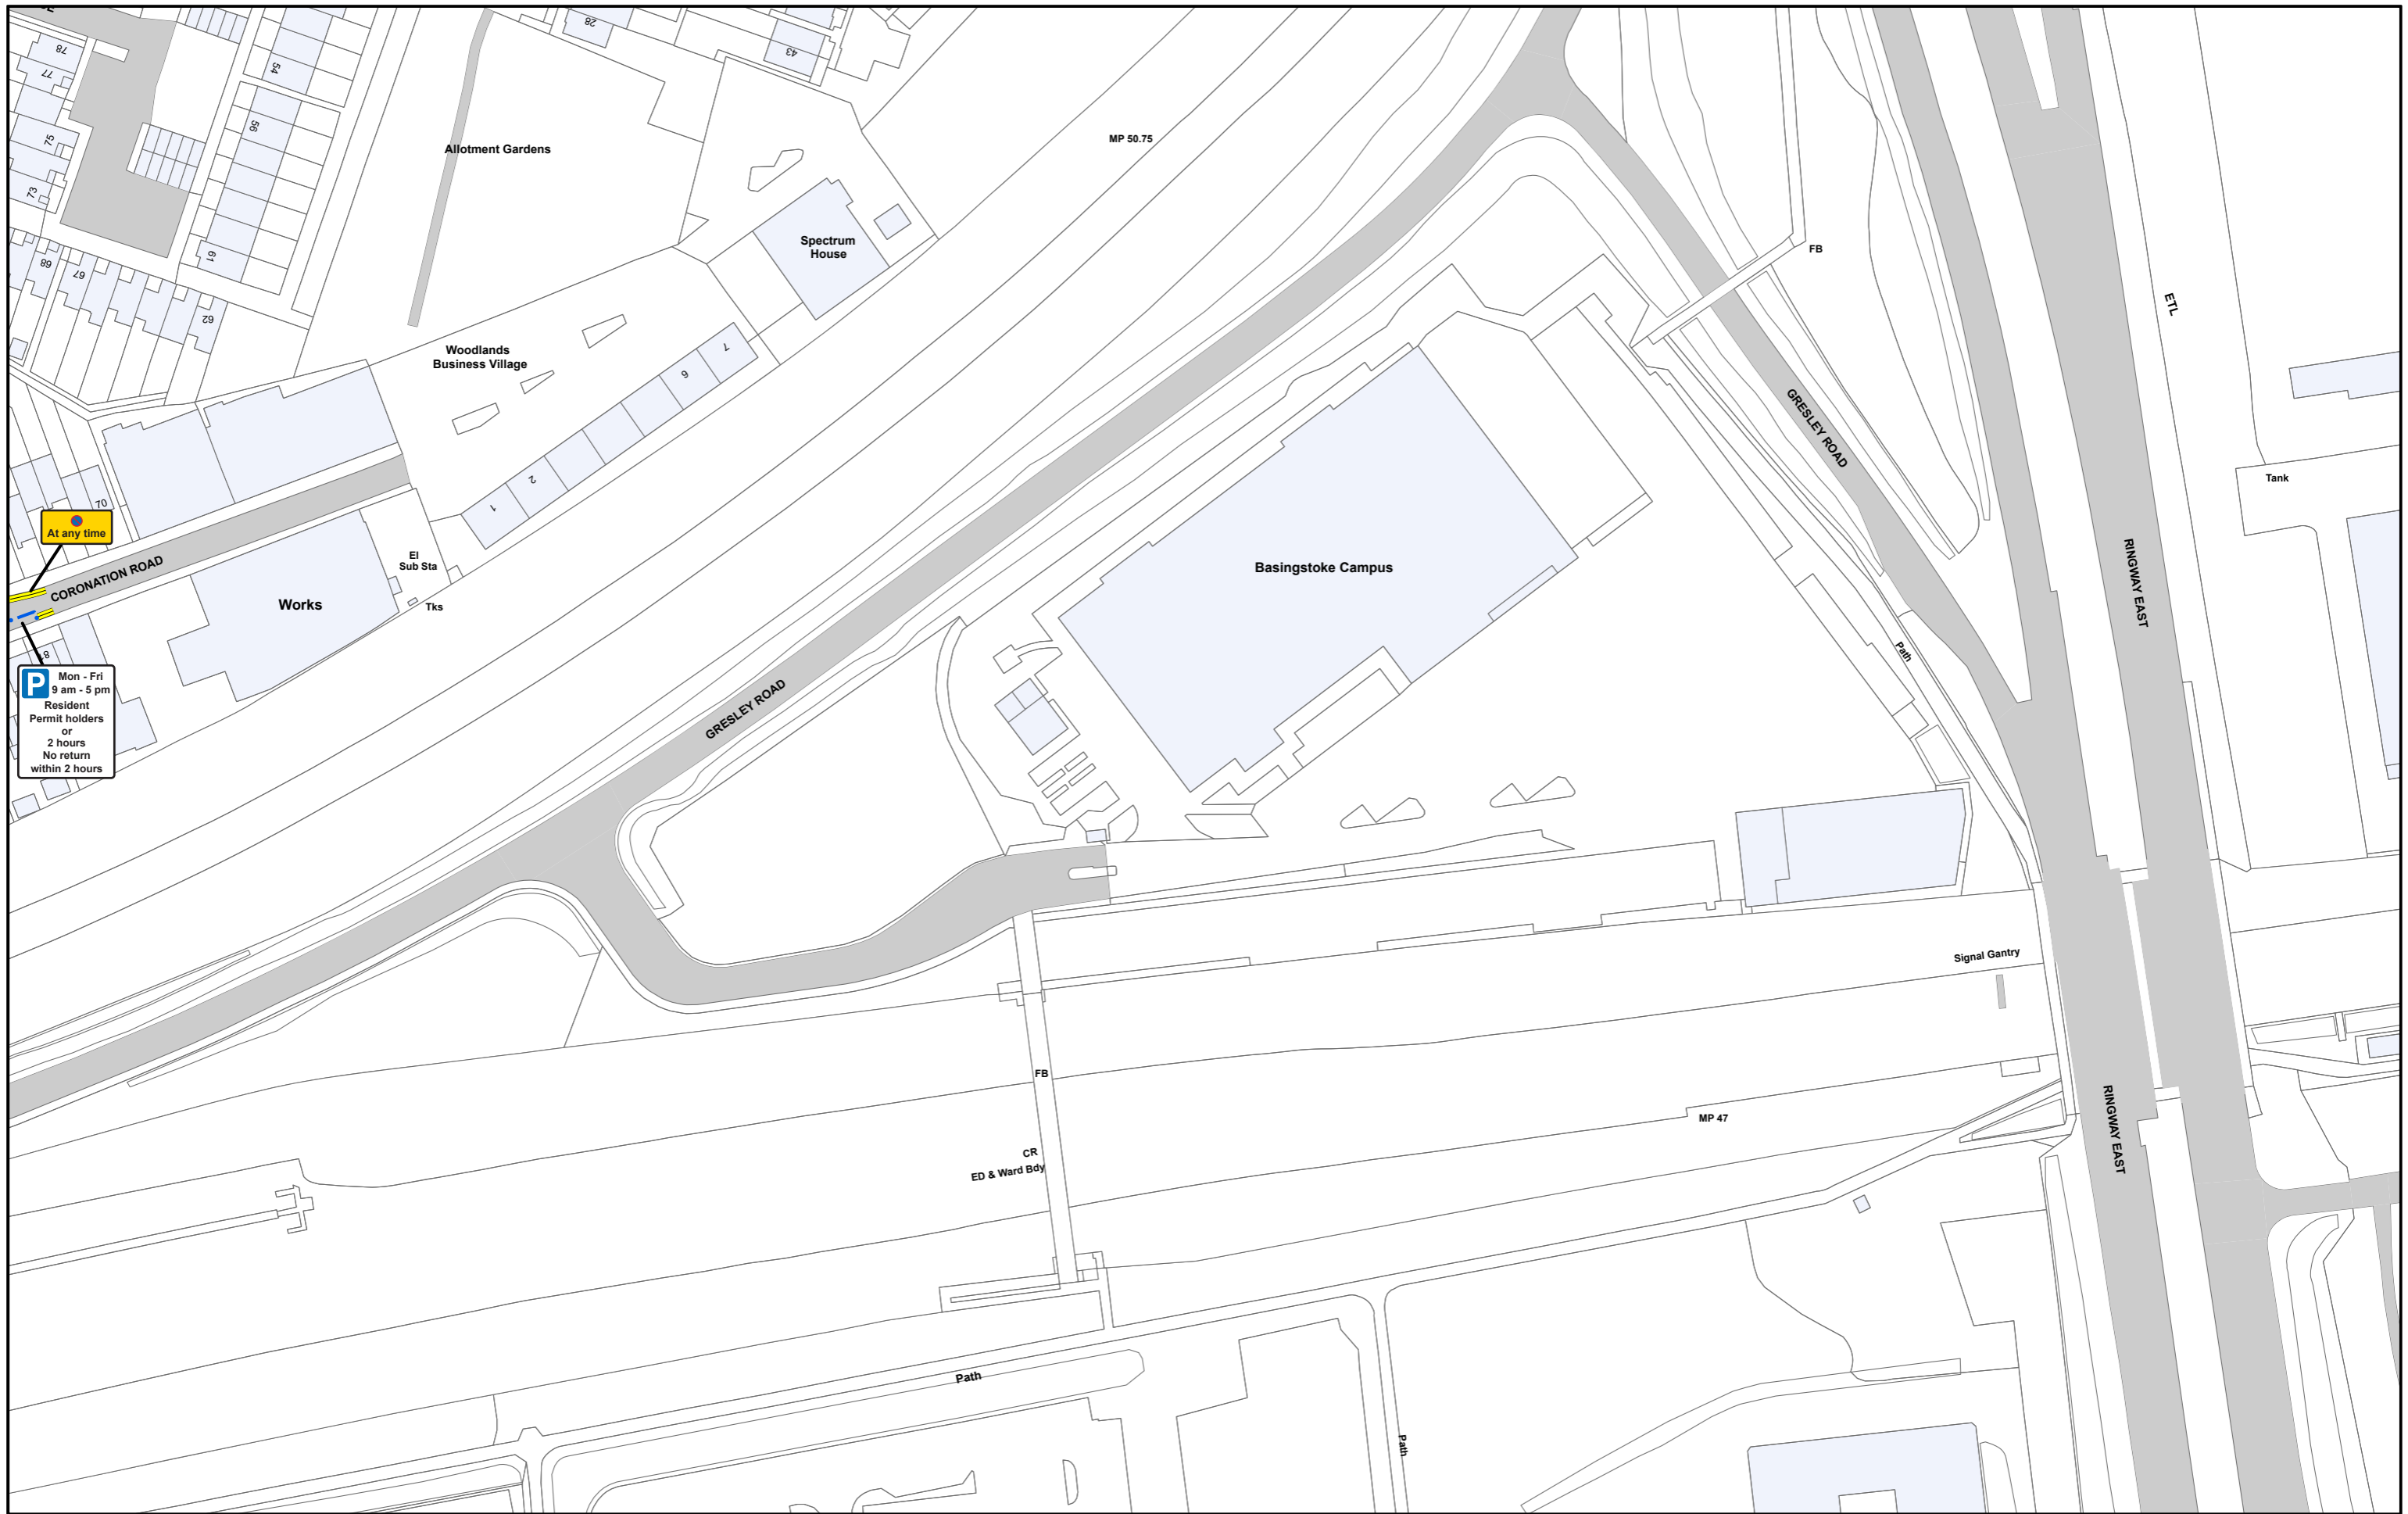 78
77
75
73
54
56
61
68
67
62
28
43
Allotment Gardens
MP 50.75
Spectrum
House
FB
ETL
Woodlands
Business Village
7
6
2
1
GRESLEY ROAD
Tank
70
At any time
CORONATION ROAD
El
Sub Sta
Works
Tks
Basingstoke Campus
RINGWAY EAST
Path
81
P
Mon - Fri
9 am - 5 pm
Resident
Permit holders
or
2 hours
No return
within 2 hours
GRESLEY ROAD
Signal Gantry
FB
MP 47
RINGWAY EAST
CR
ED & Ward Bdy
Path
Path